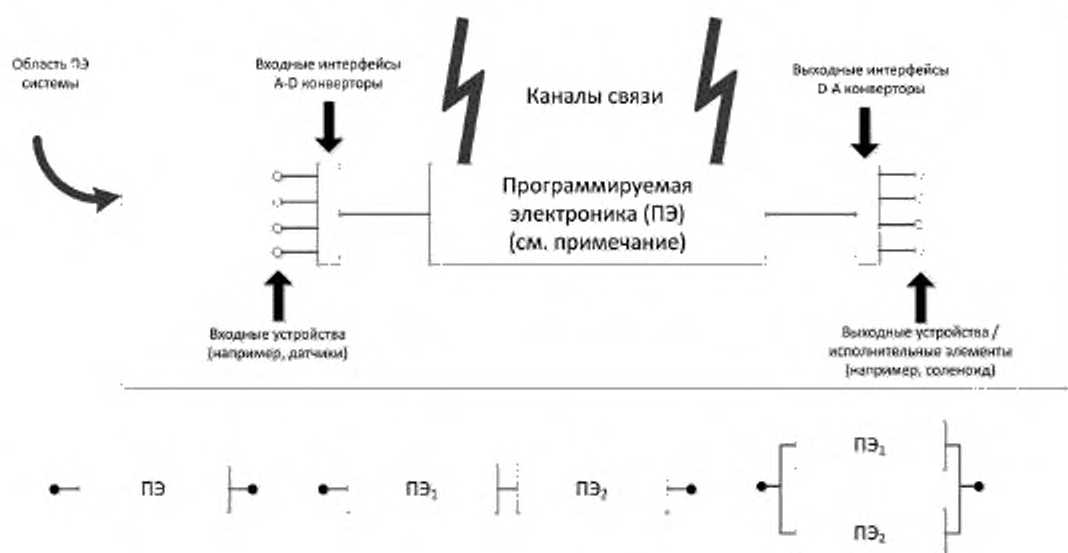 Область ПЭ
системы
Входные интерфейсы
A-D конверторы
Каналы связи
Выходные интерфейсы
D-A конверторы
Программируемая
электроника (ПЭ)
(см. примечание)
Входные устройства
(например, датчики)
Выходные устройства /
исполнительные элементы
(например, соленоид)
ПЭ
ПЭ₁
ПЭ₂
ПЭ₁
ПЭ₂